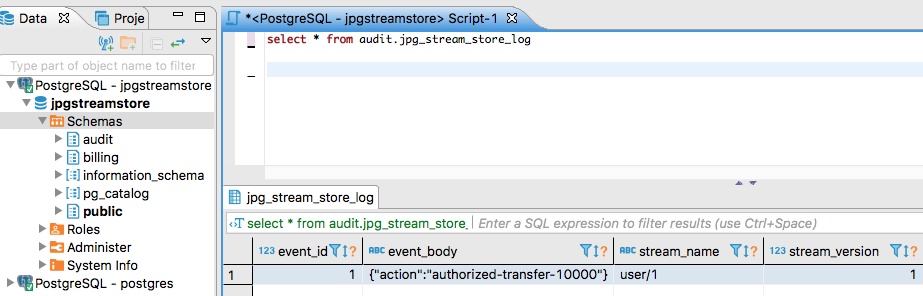 Data
Proje
Type part of object name to filter
PostgreSQL - jpgstreamstore
jpgstreamstore
Schemas
audit
billing
information_schema
pg_catalog
public
Roles
Administer
System Info
PostgreSQL - postgres
*<PostgreSQL - jpgstreamstore> Script-1
select * from audit.jpg_stream_store_log
jpg_stream_store_log
select * from audit.jpg_stream_store_ Enter a SQL expression to filter results (use Ctrl+Space)
123 event_id ABC event_body ABC stream_name 123 stream_version
1 1 {"action":"authorized-transfer-10000"} user/1 1